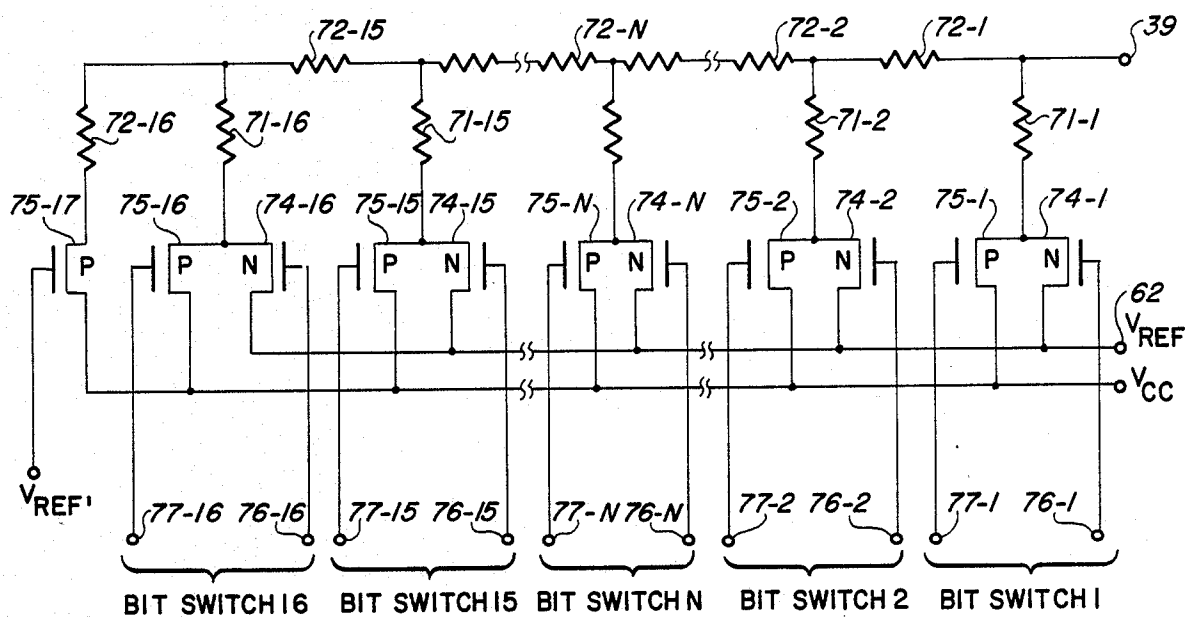 72-15 72-N 72-2 72-1 39
72-16 71-16 71-15 71-2 71-1
75-17 75-16 74-16 75-15 74-15 75-N 74-N 75-2 74-2 75-1 74-1
P P N P N P N P N P N
62
VREF
VCC
VREF'
77-16 76-16 77-15 76-15 77-N 76-N 77-2 76-2 77-1 76-1
BIT SWITCH 16 BIT SWITCH 15 BIT SWITCH N BIT SWITCH 2 BIT SWITCH 1